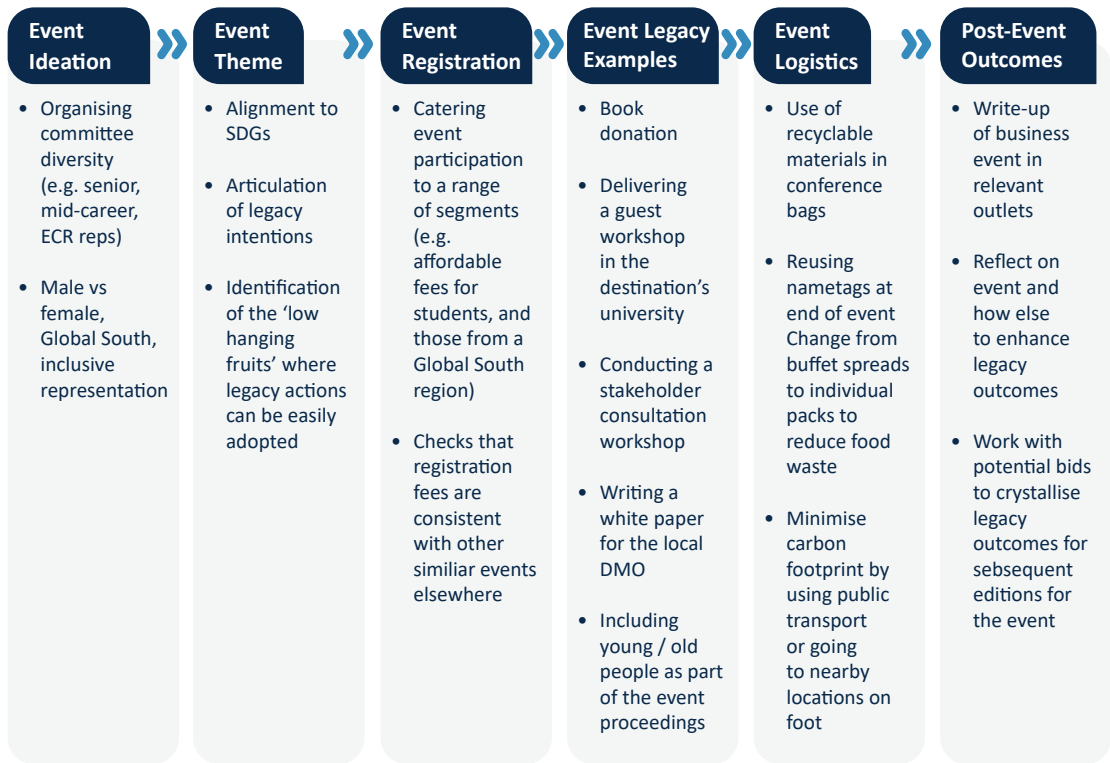 Event
Ideation
• Organising
committee
diversity
(e.g. senior,
mid-career,
ECR reps)
• Male vs
female,
Global South,
inclusive
representation
Event
Theme
• Alignment to
SDGs
• Articulation
of legacy
intentions
• Identification
of the ‘low
hanging
fruits’ where
legacy actions
can be easily
adopted
Event
Registration
• Catering
event
participation
to a range
of segments
(e.g.
affordable
fees for
students, and
those from a
Global South
region)
• Checks that
registration
fees are
consistent
with other
similiar events
elsewhere
Event Legacy
Examples
• Book
donation
• Delivering
a guest
workshop
in the
destination’s
university
• Conducting a
stakeholder
consultation
workshop
• Writing a
white paper
for the local
DMO
• Including
young / old
people as part
of the event
proceedings
Event
Logistics
• Use of
recyclable
materials in
conference
bags
• Reusing
nametags at
end of event
Change from
buffet spreads
to individual
packs to
reduce food
waste
• Minimise
carbon
footprint by
using public
transport
or going
to nearby
locations on
foot
Post-Event
Outcomes
• Write-up
of business
event in
relevant
outlets
• Reflect on
event and
how else
to enhance
legacy
outcomes
• Work with
potential bids
to crystallise
legacy
outcomes for
sebsequent
editions for
the event